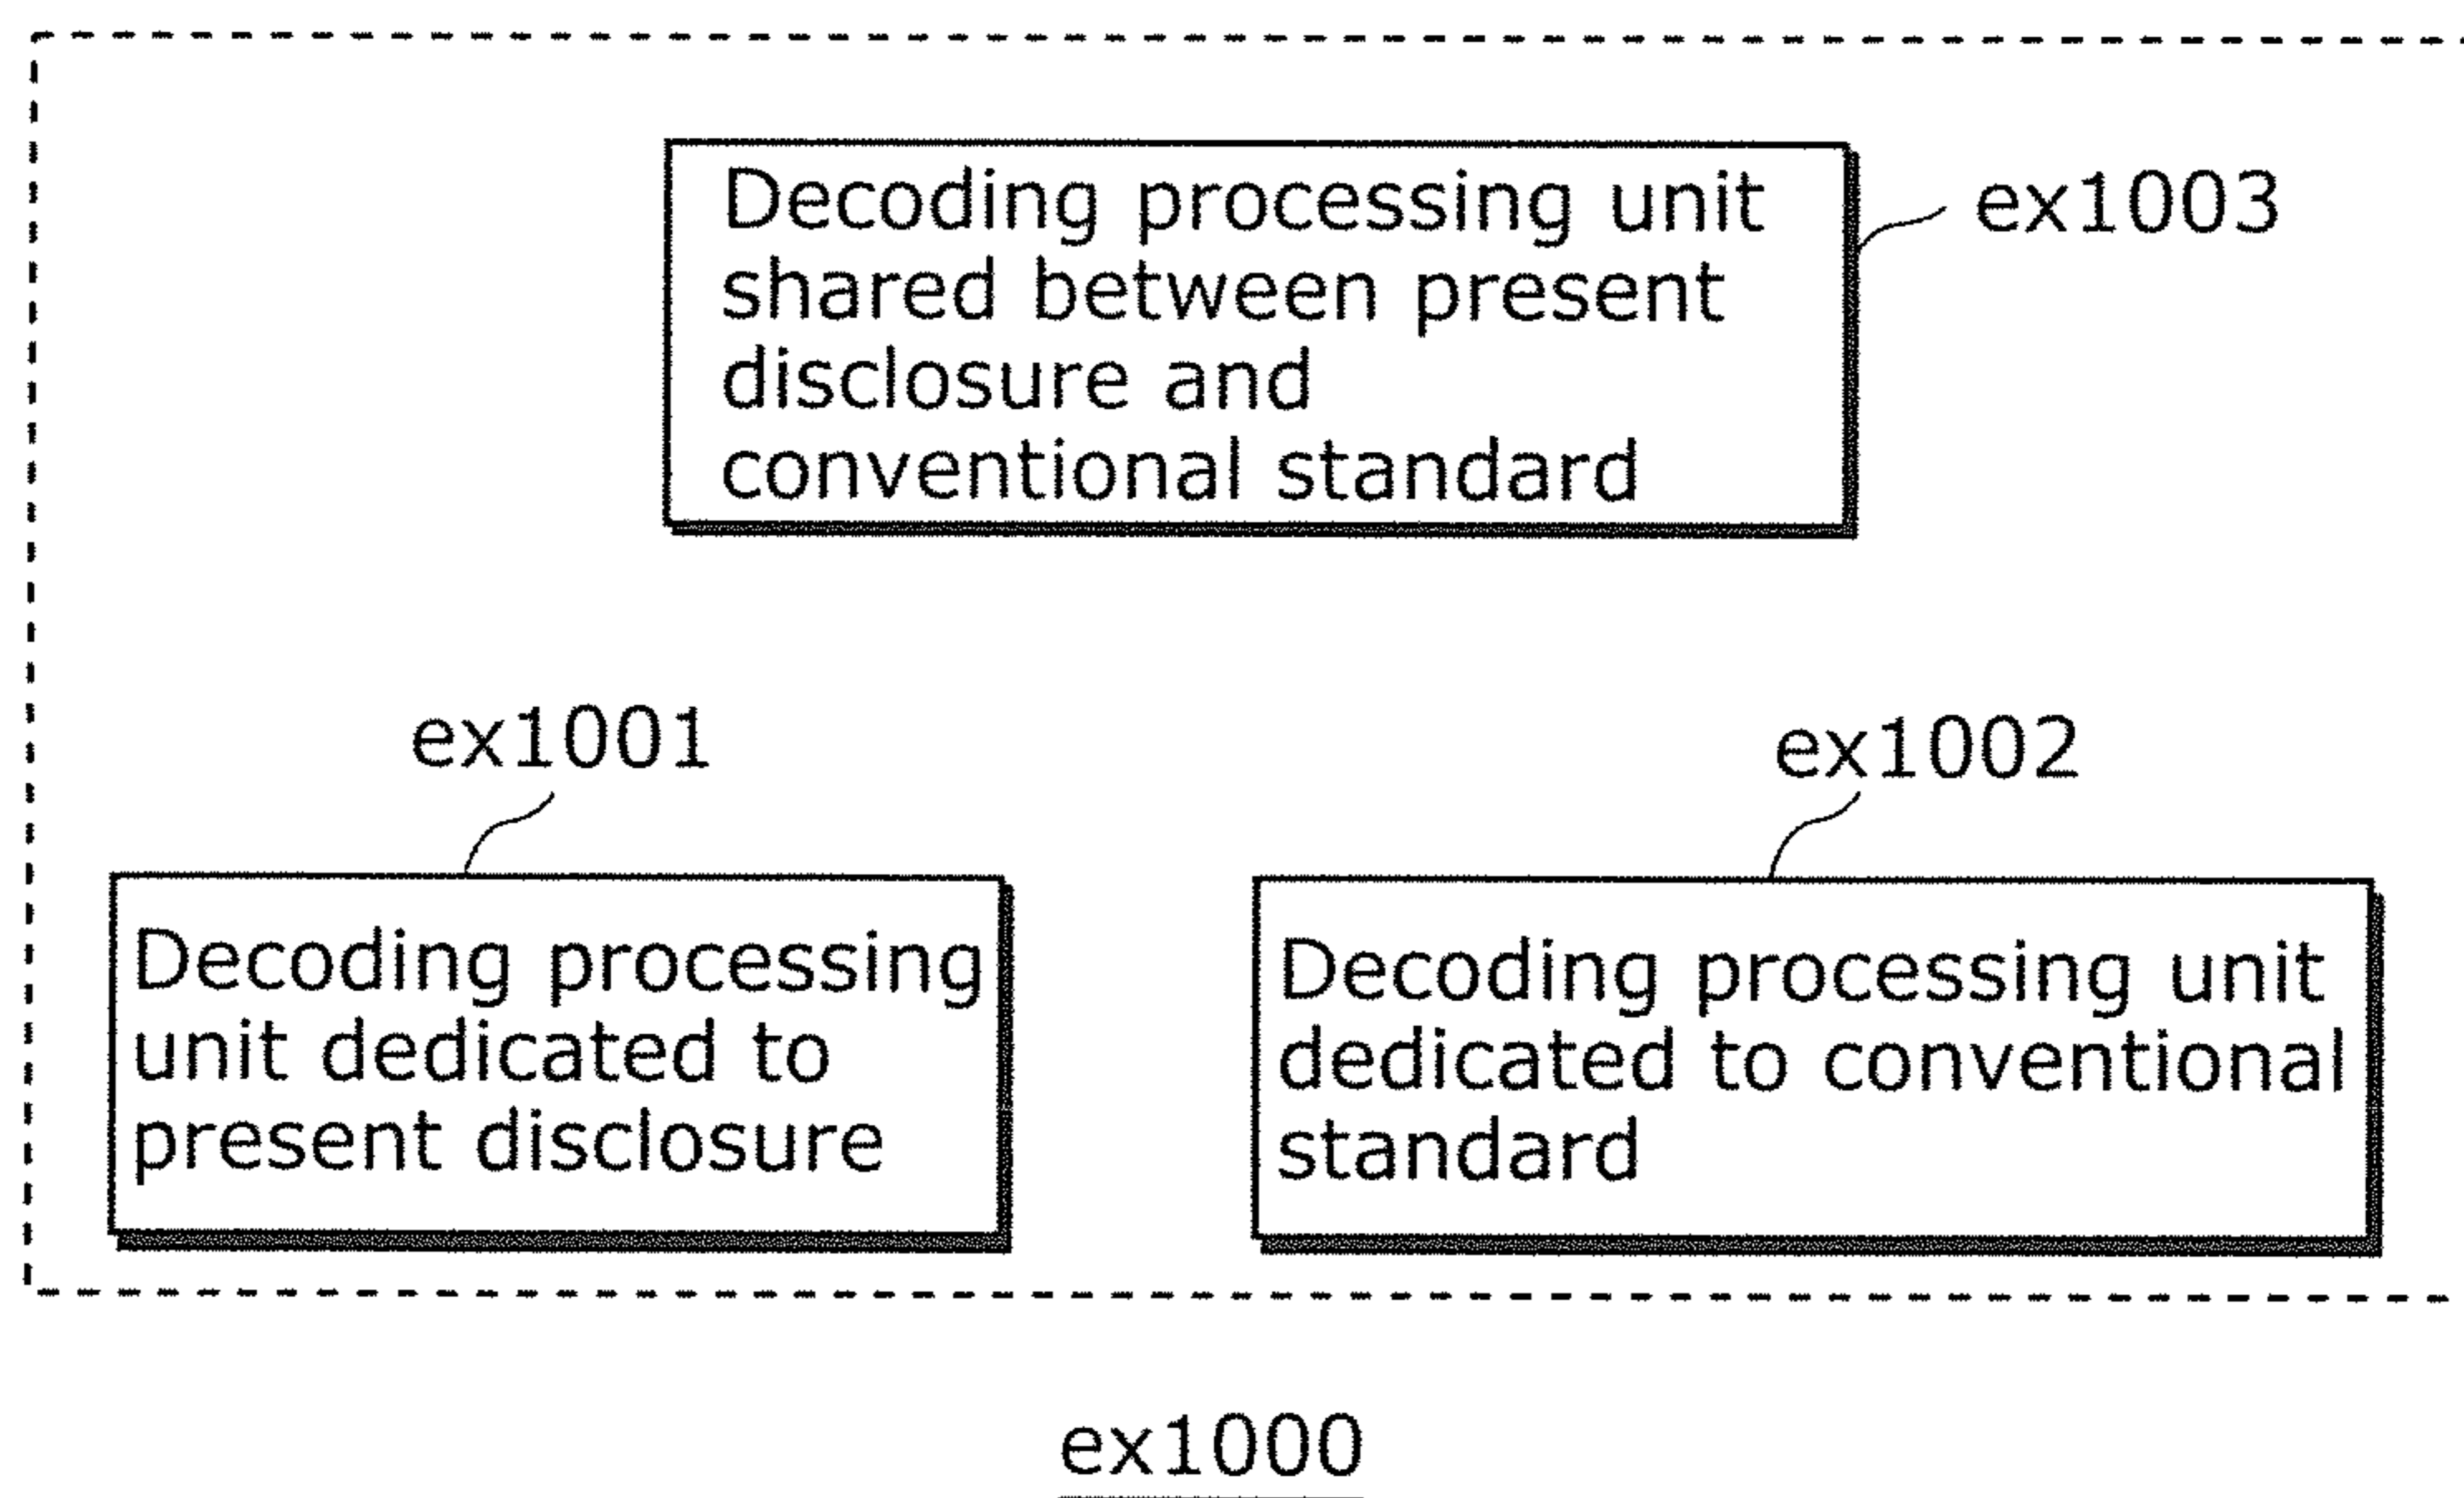 Decoding processing unit
shared between present
disclosure and
conventional standard
ex1003
ex1001
ex1002
Decoding processing
unit dedicated to
present disclosure
Decoding processing unit
dedicated to conventional
standard
ex1000